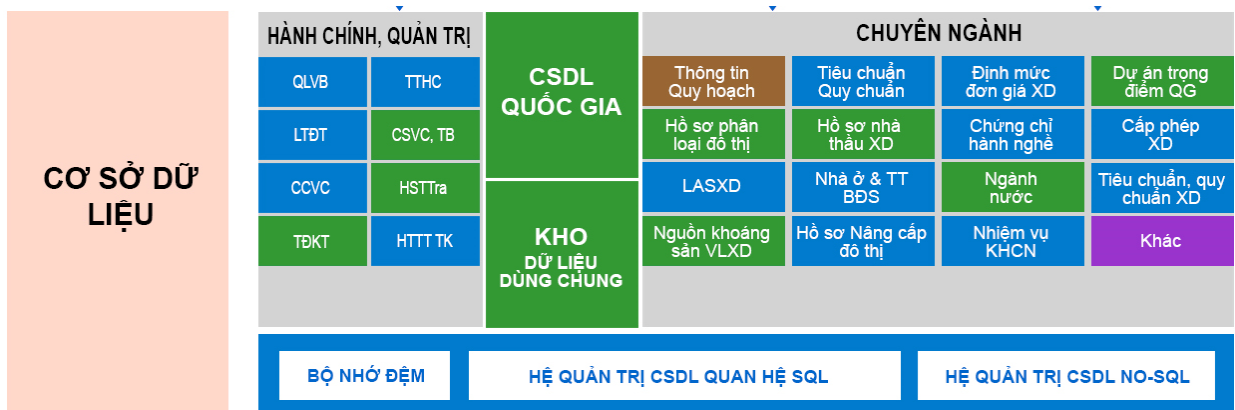 CƠ SỞ DỮ
LIỆU
HÀNH CHÍNH, QUẢN TRỊ
QLVB
TTHC
LTĐT
CSVC, TB
CCVC
HSTTra
TĐKT
HTTT TK
CSDL
QUỐC GIA
KHO
DỮ LIỆU
DÙNG CHUNG
CHUYÊN NGÀNH
Thông tin
Quy hoạch
Tiêu chuẩn
Quy chuẩn
Định mức
đơn giá XD
Dự án trọng
điểm QG
Hồ sơ phân
loại đô thị
Hồ sơ nhà
thầu XD
Chứng chỉ
hành nghề
Cấp phép
XD
LASXD
Nhà ở & TT
BĐS
Ngành
nước
Tiêu chuẩn, quy
chuẩn XD
Nguồn khoáng
sản VLXD
Hồ sơ Nâng cấp
đô thị
Nhiệm vụ
KHCN
Khác
BỘ NHỚ ĐỆM
HỆ QUẢN TRỊ CSDL QUAN HỆ SQL
HỆ QUẢN TRỊ CSDL NO-SQL